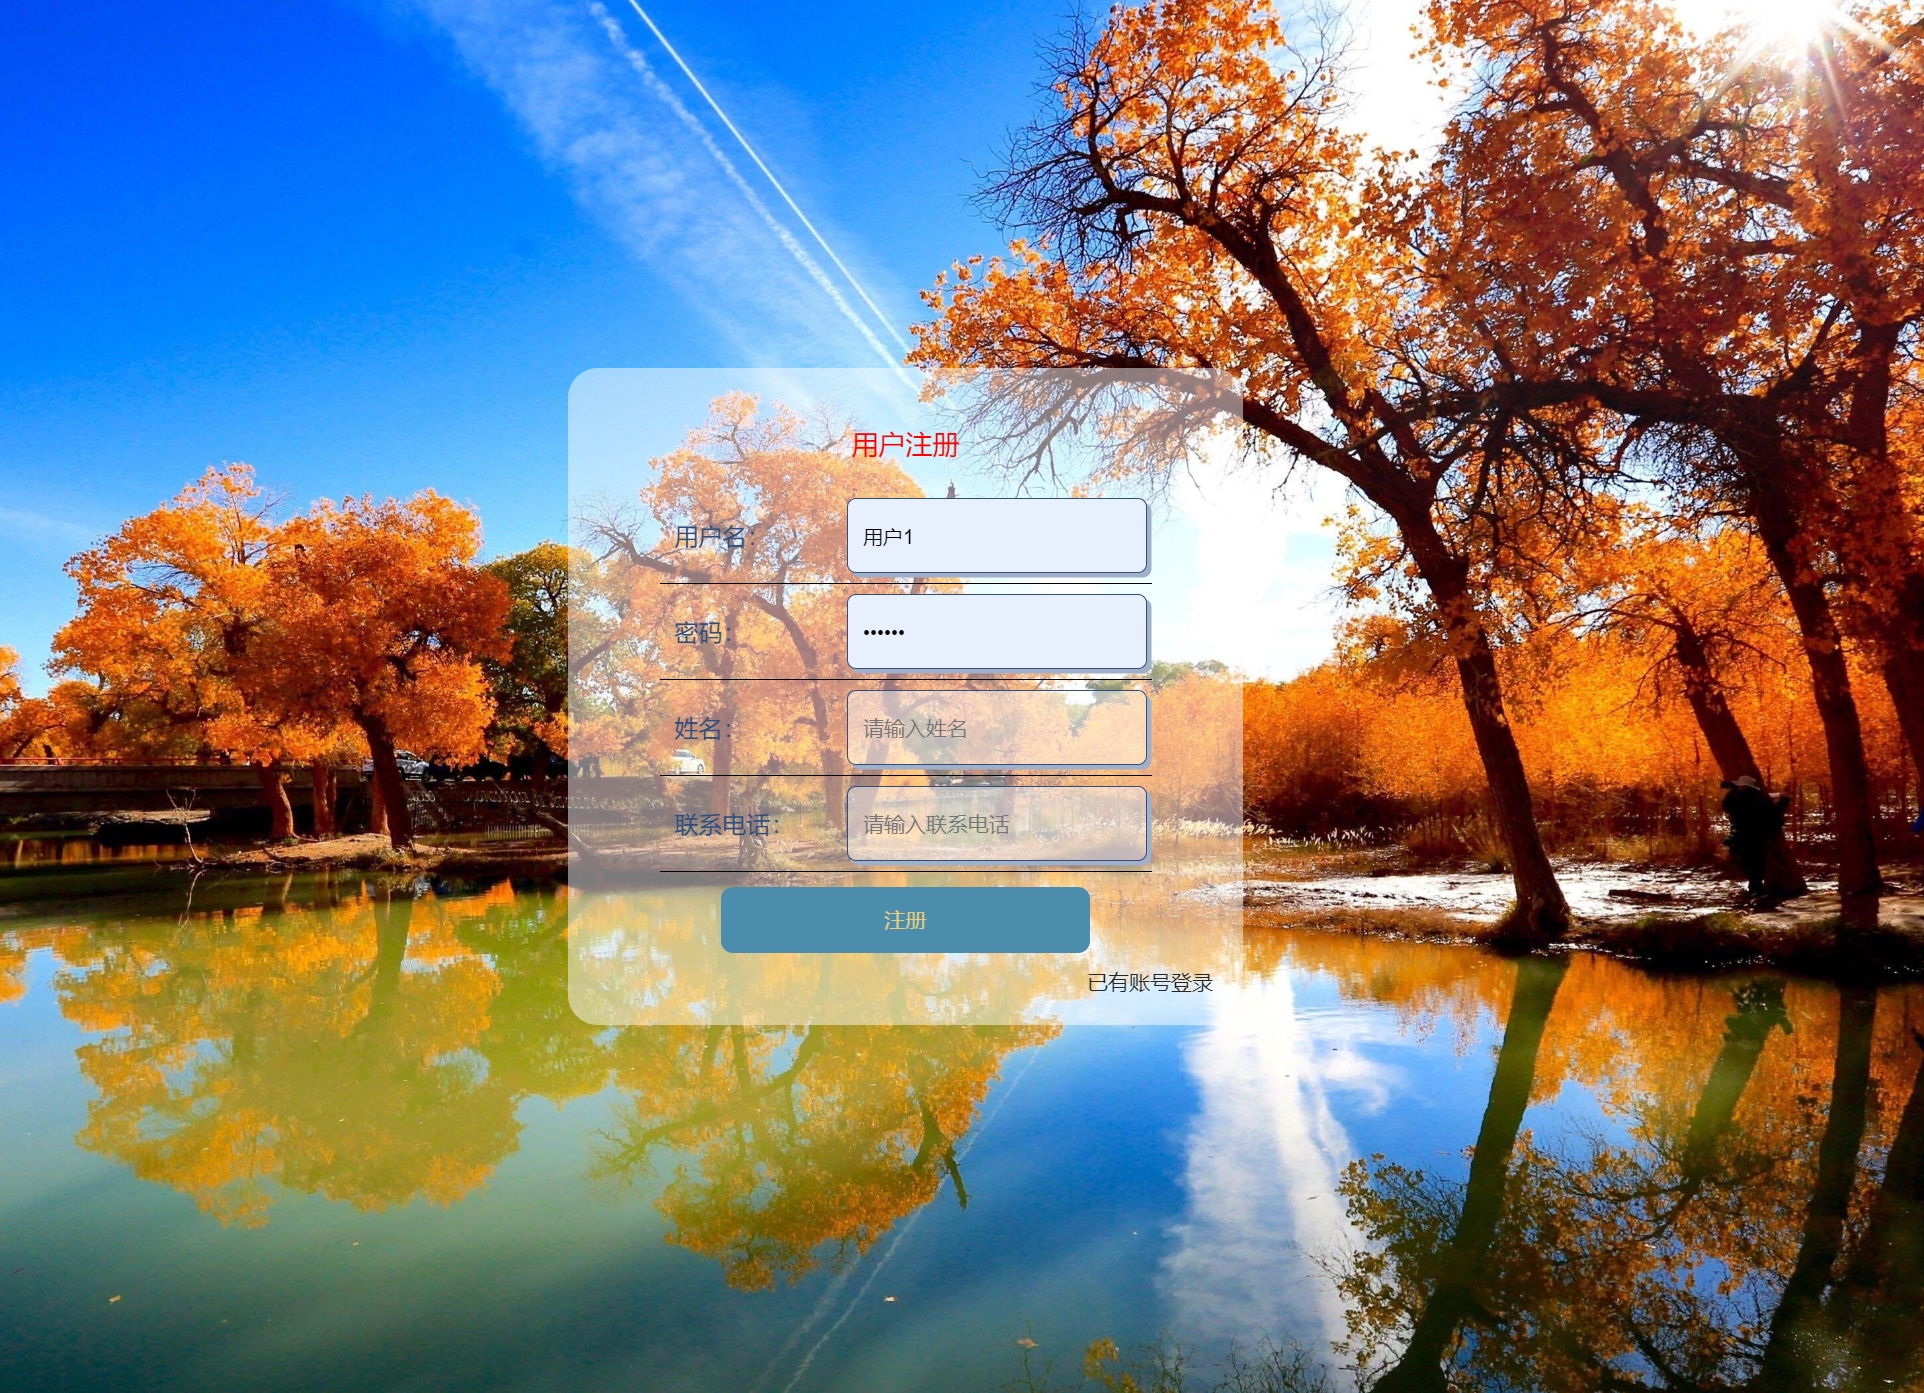 用户注册
用户名：
用户1
密码：
••••••
姓名：
请输入姓名
联系电话：
请输入联系电话
注册
已有账号登录